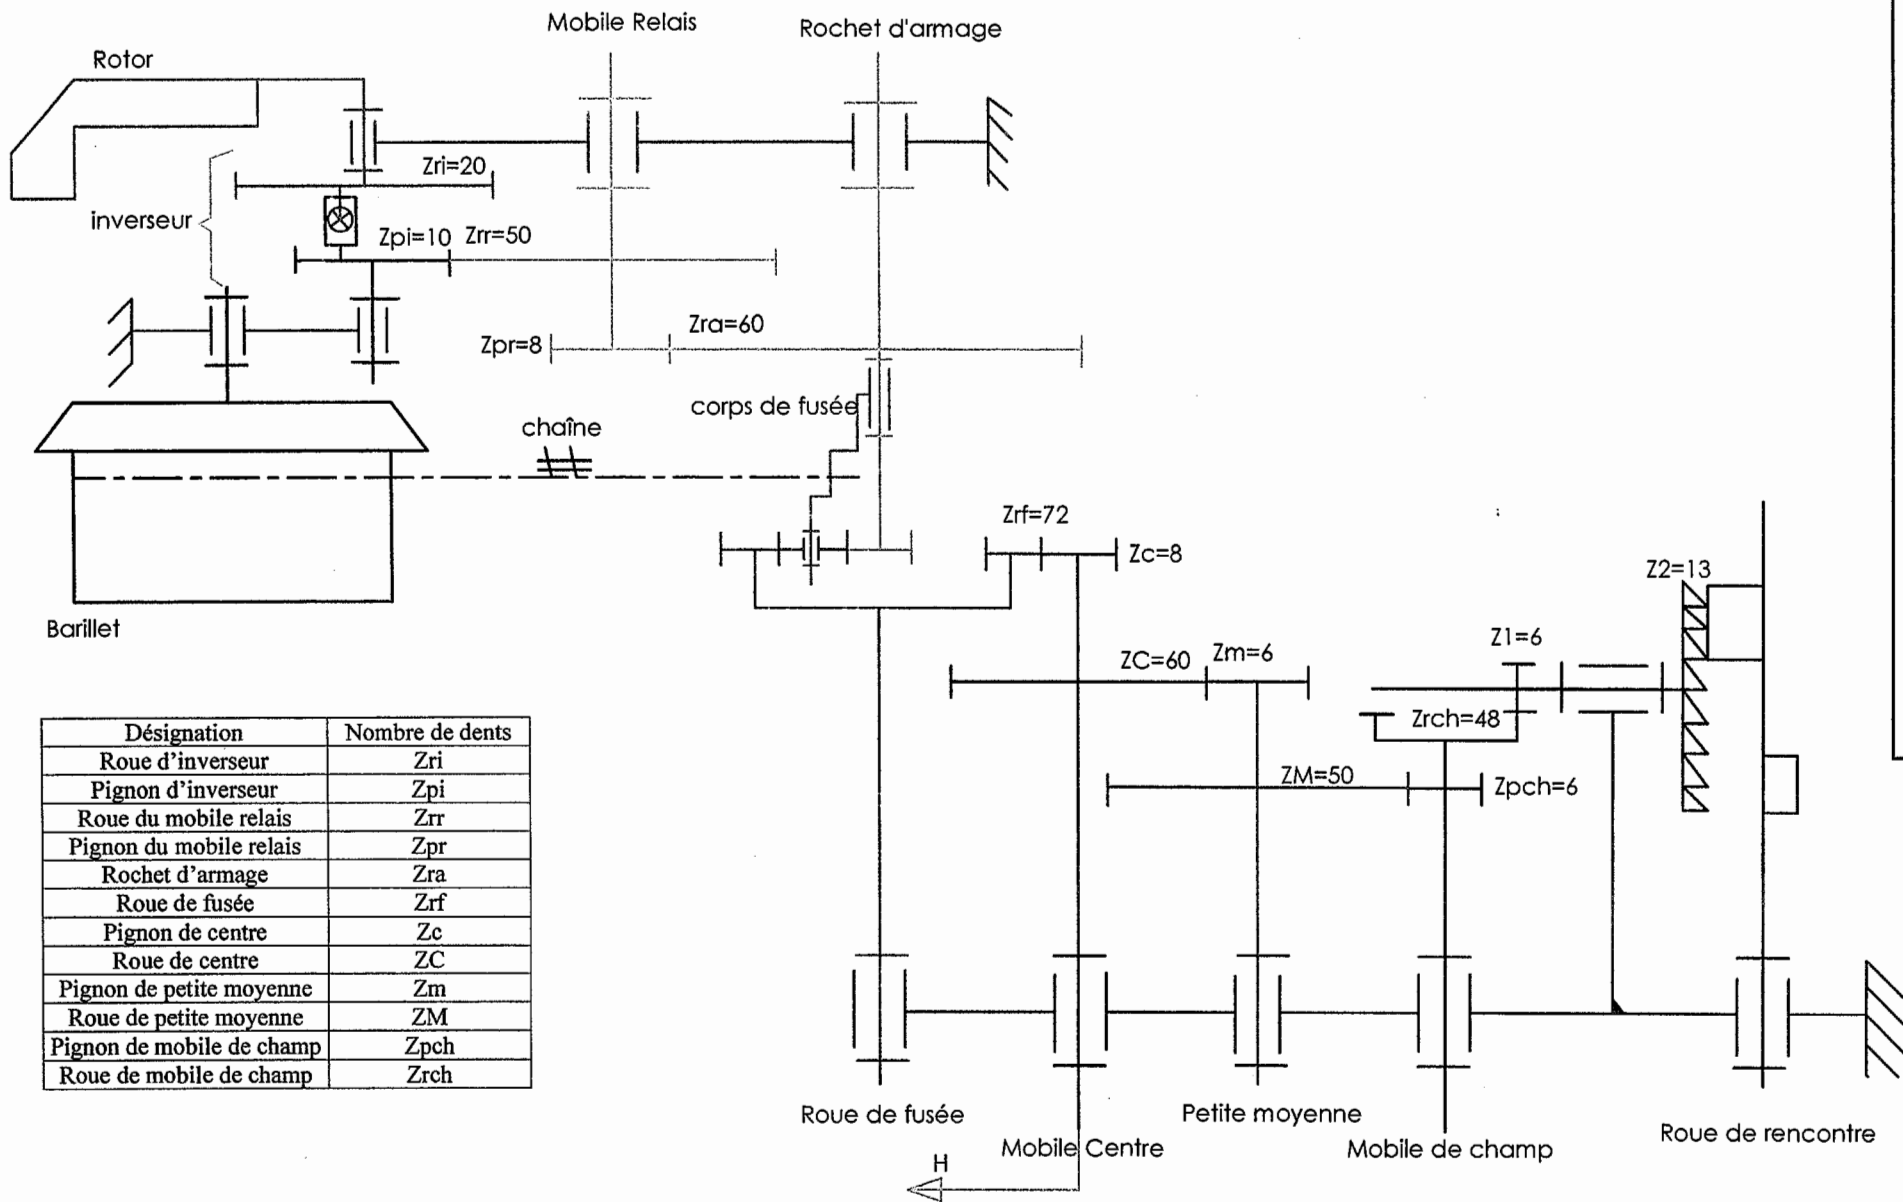 Mobile Relais
Rochet d'armage
Rotor
Zri=20
inverseur
Zpi=10
Zrr=50
Zra=60
Zpr=8
corps de fusée
chaîne
Zrf=72
Zc=8
Z2=13
Barillet
Z1=6
ZC=60
Zm=6
Zrch=48
ZM=50
Zpch=6
Désignation Nombre de dents
Roue d'inverseur Zri
Pignon d'inverseur Zpi
Roue du mobile relais Zrr
Pignon du mobile relais Zpr
Rochet d'armage Zra
Roue de fusée Zrf
Pignon de centre Zc
Roue de centre ZC
Pignon de petite moyenne Zm
Roue de petite moyenne ZM
Pignon de mobile de champ Zpch
Roue de mobile de champ Zrch
Roue de fusée
Petite moyenne
Mobile Centre
Mobile de champ
Roue de rencontre
H